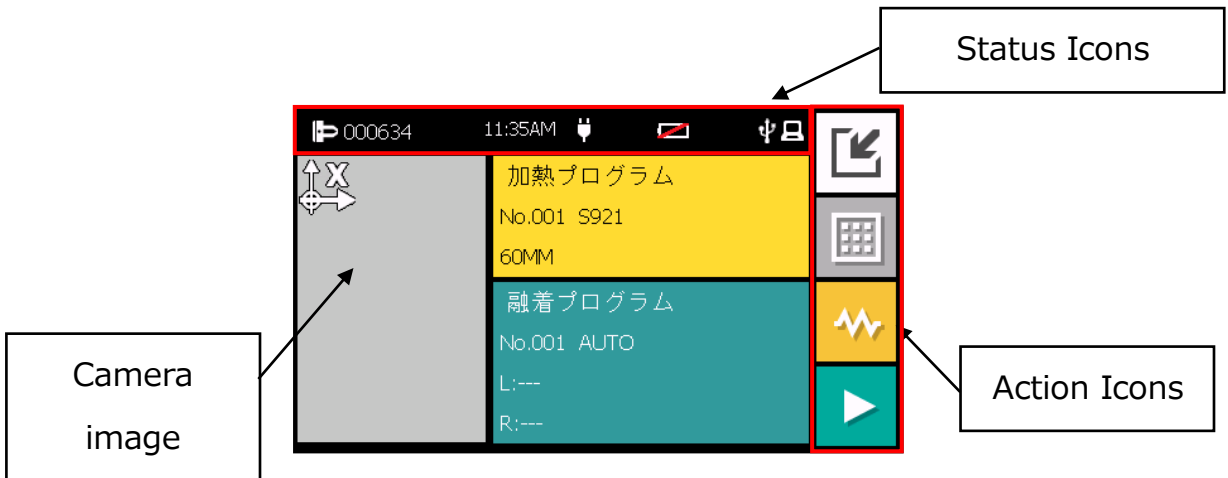 Status Icons
000634 11:35AM
X
加熱プログラム
No.001 S921
60MM
融着プログラム
No.001 AUTO
L:---
R:---
Camera
image
Action Icons